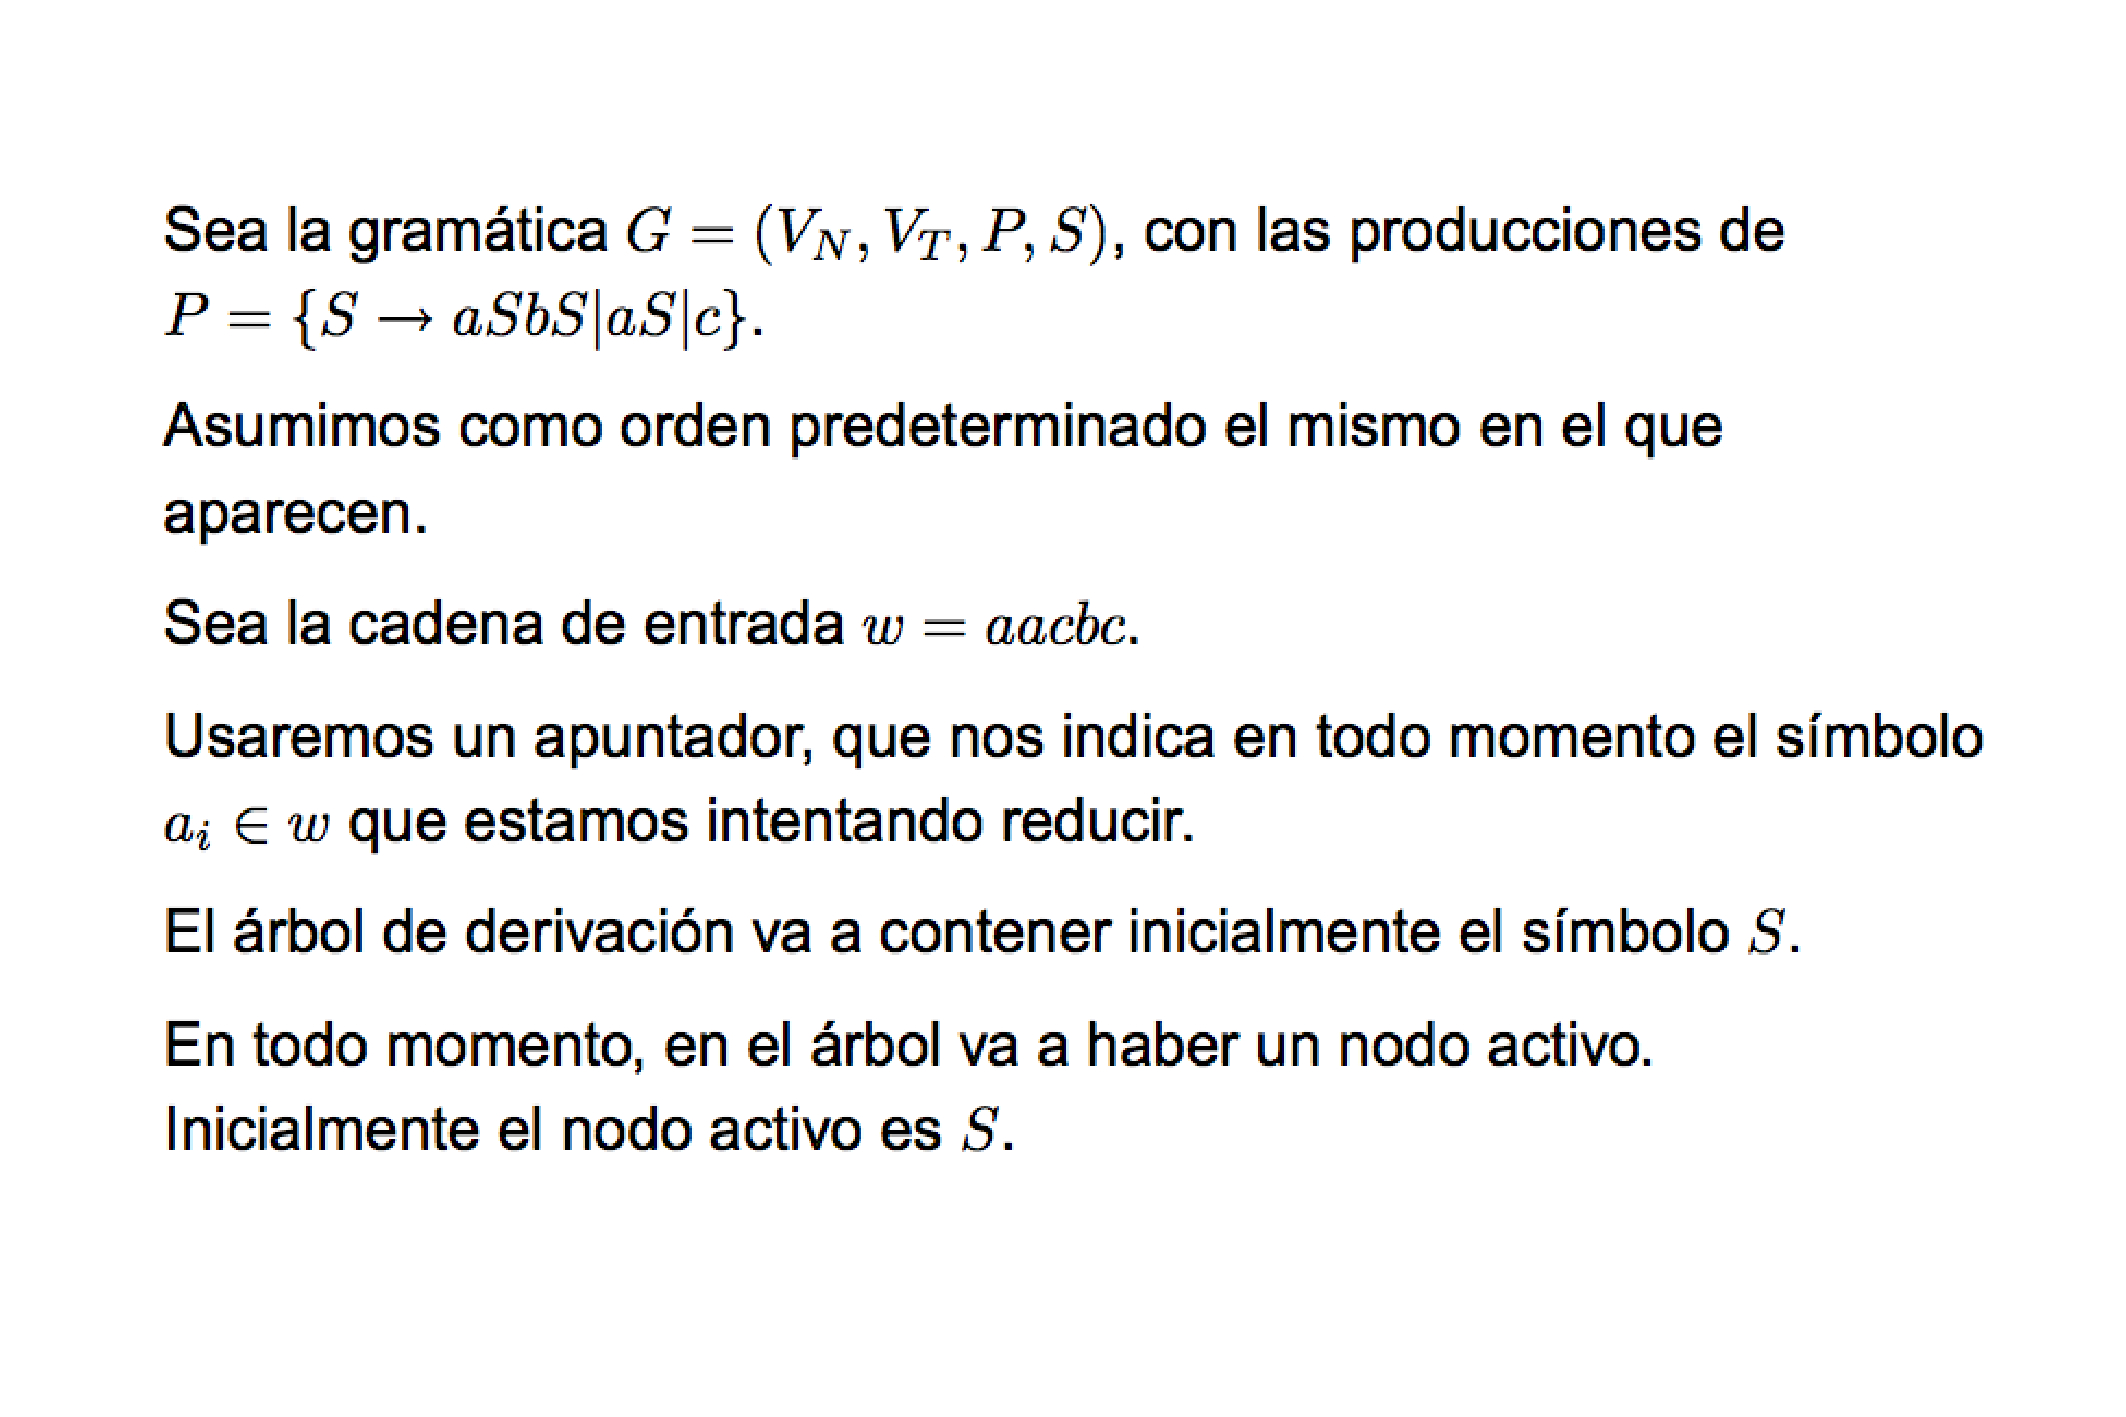 Sea la gramática G = (V_N, V_T, P, S), con las producciones de
P = {S → aSbS|aS|c}.
Asumimos como orden predeterminado el mismo en el que
aparecen.
Sea la cadena de entrada w = aacbc.
Usaremos un apuntador, que nos indica en todo momento el símbolo
a_i ∈ w que estamos intentando reducir.
El árbol de derivación va a contener inicialmente el símbolo S.
En todo momento, en el árbol va a haber un nodo activo.
Inicialmente el nodo activo es S.